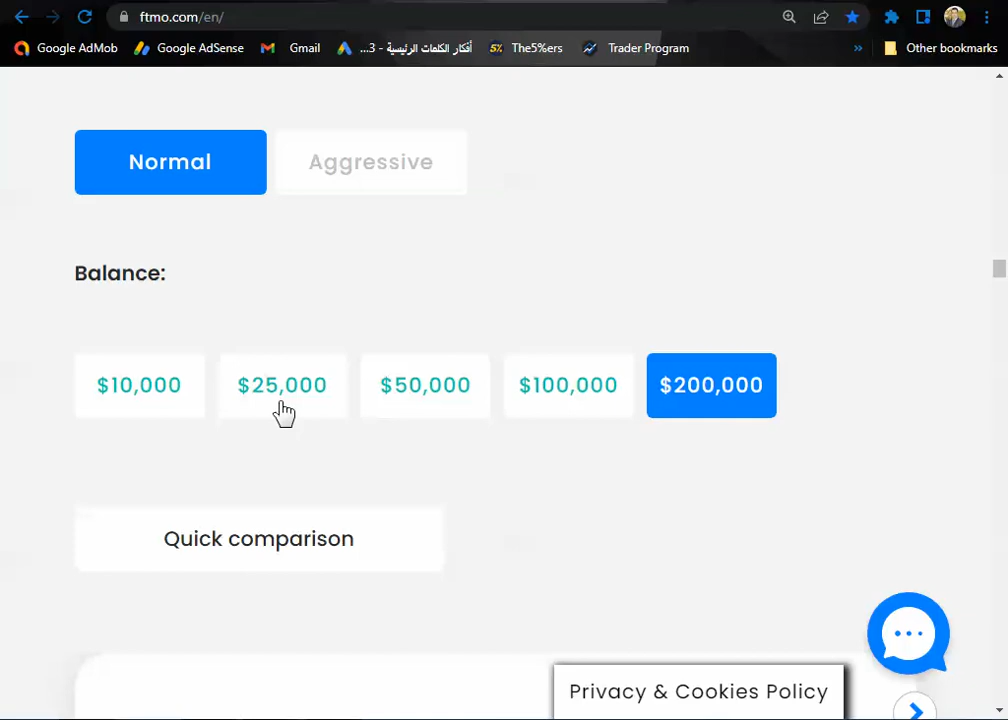 ftmo.com/en/
Google AdMob Google AdSense Gmail أفكار الكلمات الرئيسية - 3... The5%ers Trader Program » Other bookmarks
Normal Aggressive
Balance:
$10,000 $25,000 $50,000 $100,000 $200,000
Quick comparison
Privacy & Cookies Policy